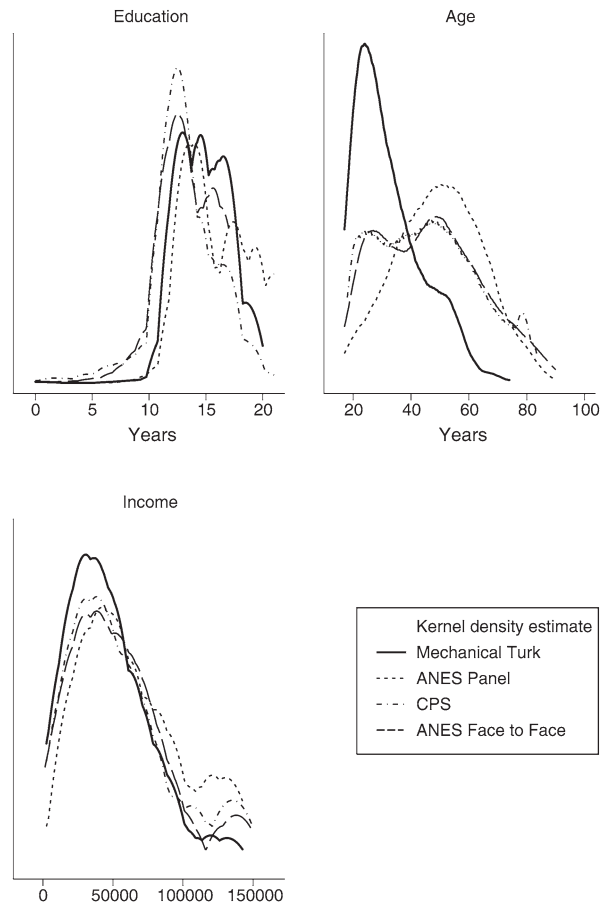 Education
0 5 10 15 20
Years
Age
20 40 60 80 100
Years
Income
0 50000 100000 150000
Kernel density estimate
Mechanical Turk
ANES Panel
CPS
ANES Face to Face